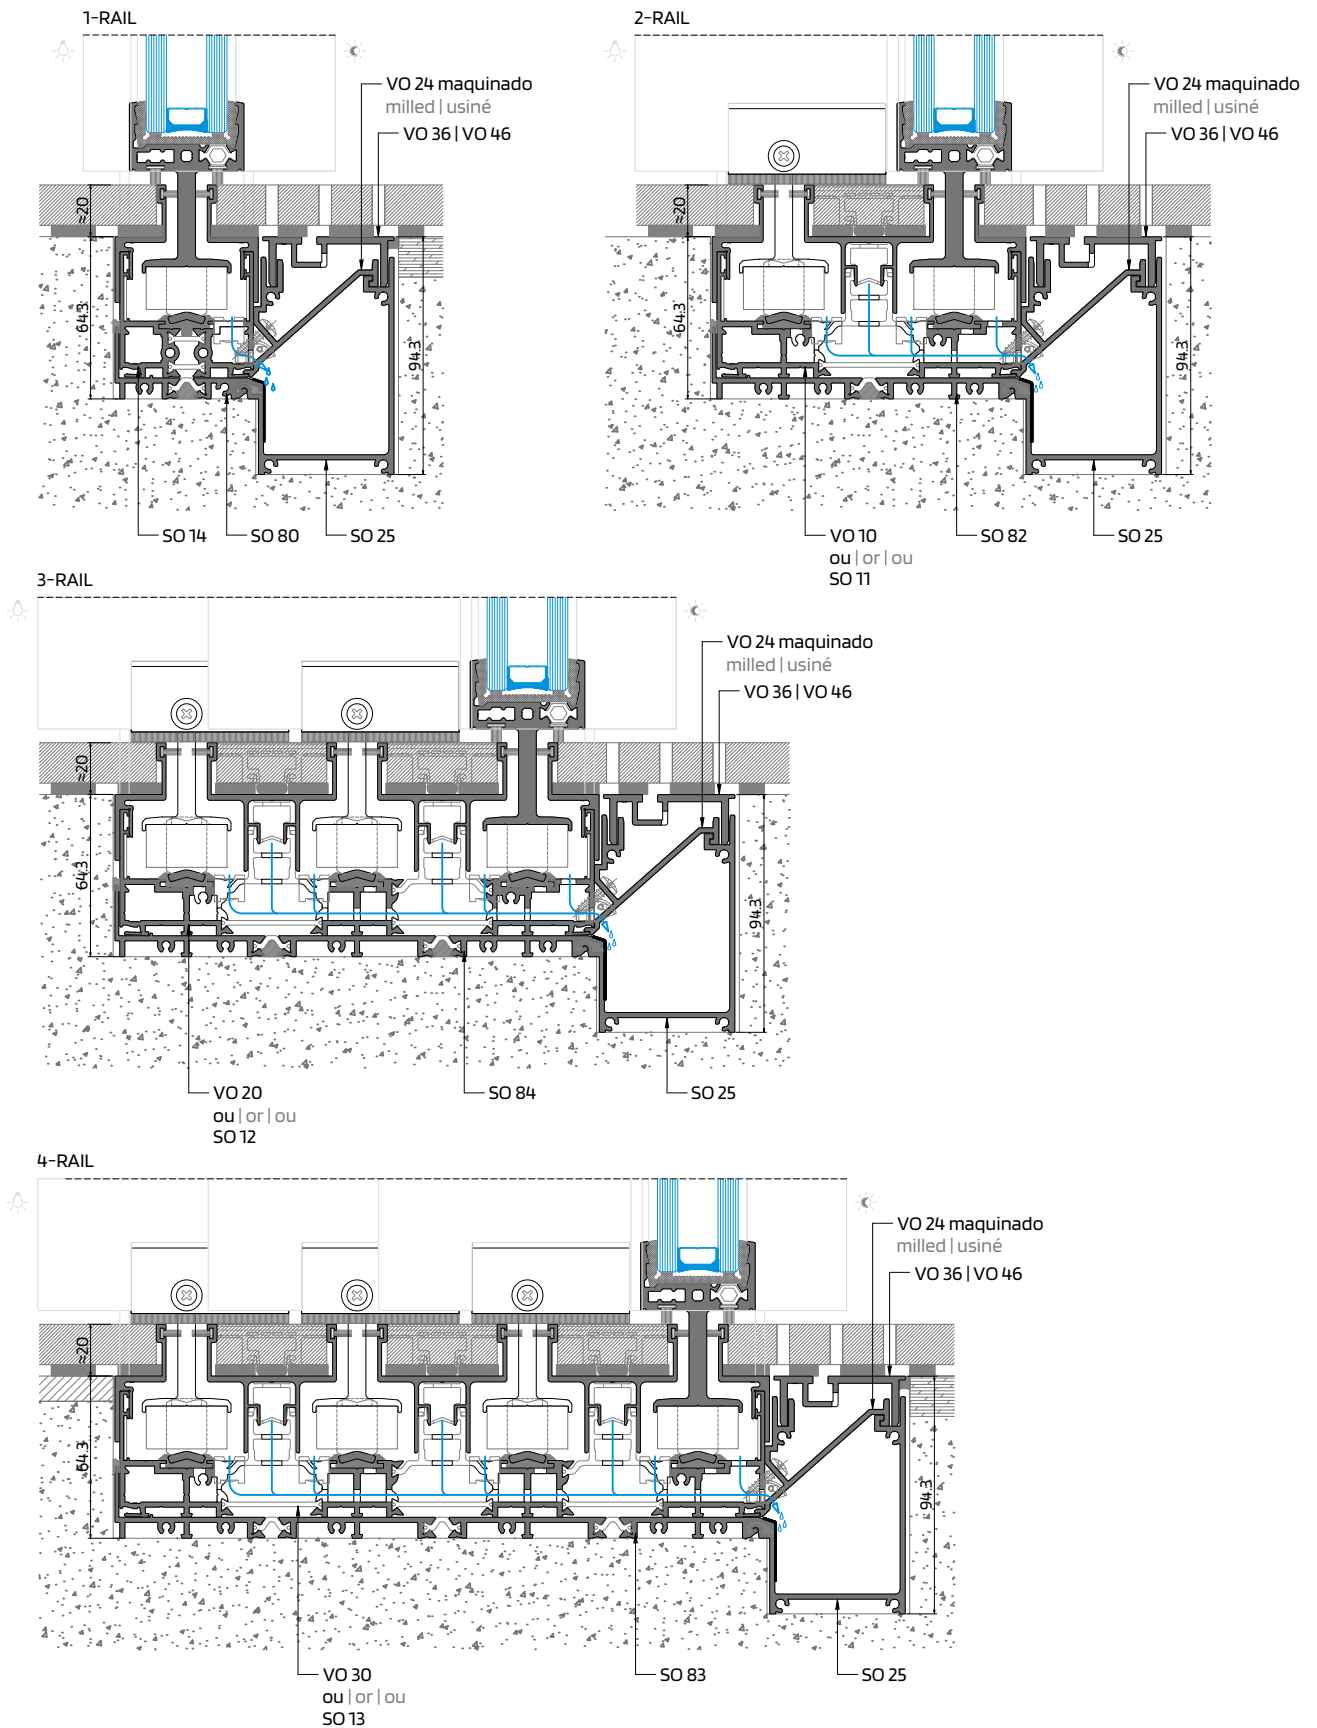 1-RAIL
VO 24 maquinado
milled | usiné
VO 36 | VO 46
≈20
64.3
94.3
SO 14
SO 80
SO 25
2-RAIL
VO 24 maquinado
milled | usiné
VO 36 | VO 46
≈20
64.3
94.3
VO 10
ou | or | ou
SO 11
SO 82
SO 25
3-RAIL
VO 24 maquinado
milled | usiné
VO 36 | VO 46
≈20
64.3
94.3
VO 20
ou | or | ou
SO 12
SO 84
SO 25
4-RAIL
VO 24 maquinado
milled | usiné
VO 36 | VO 46
≈20
64.3
94.3
VO 30
ou | or | ou
SO 13
SO 83
SO 25